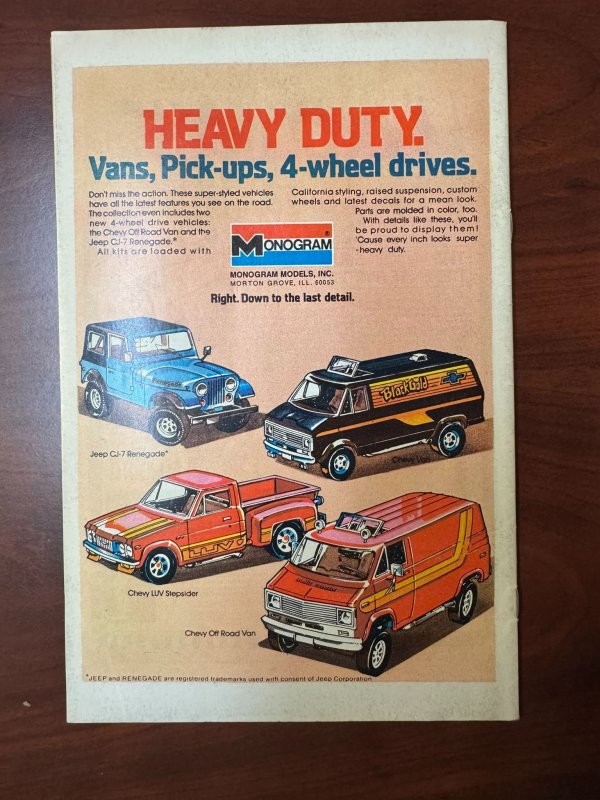 HEAVY DUTY.
Vans, Pick-ups, 4-wheel drives.
Don't miss the action. These super-styled vehicles
have all the latest features you see on the road.
The collection even includes two
new 4-wheel drive vehicles:
the Chevy Off Road Van and the
Jeep CJ-7 Renegade.*
All kits are loaded with
California styling, raised suspension, custom
wheels and latest decals for a mean look.
Parts are molded in color, too.
With details like these, you'll
be proud to display them!
'Cause every inch looks super
-heavy duty.
MONOGRAM®
MONOGRAM MODELS, INC.
MORTON GROVE, ILL. 60053
Right. Down to the last detail.
Renegade
Jeep CJ-7 Renegade*
Black Gold
Chevy Van
LUV
Chevy LUV Stepsider
Chevy Off Road Van
*JEEP and RENEGADE are registered trademarks used with consent of Jeep Corporation